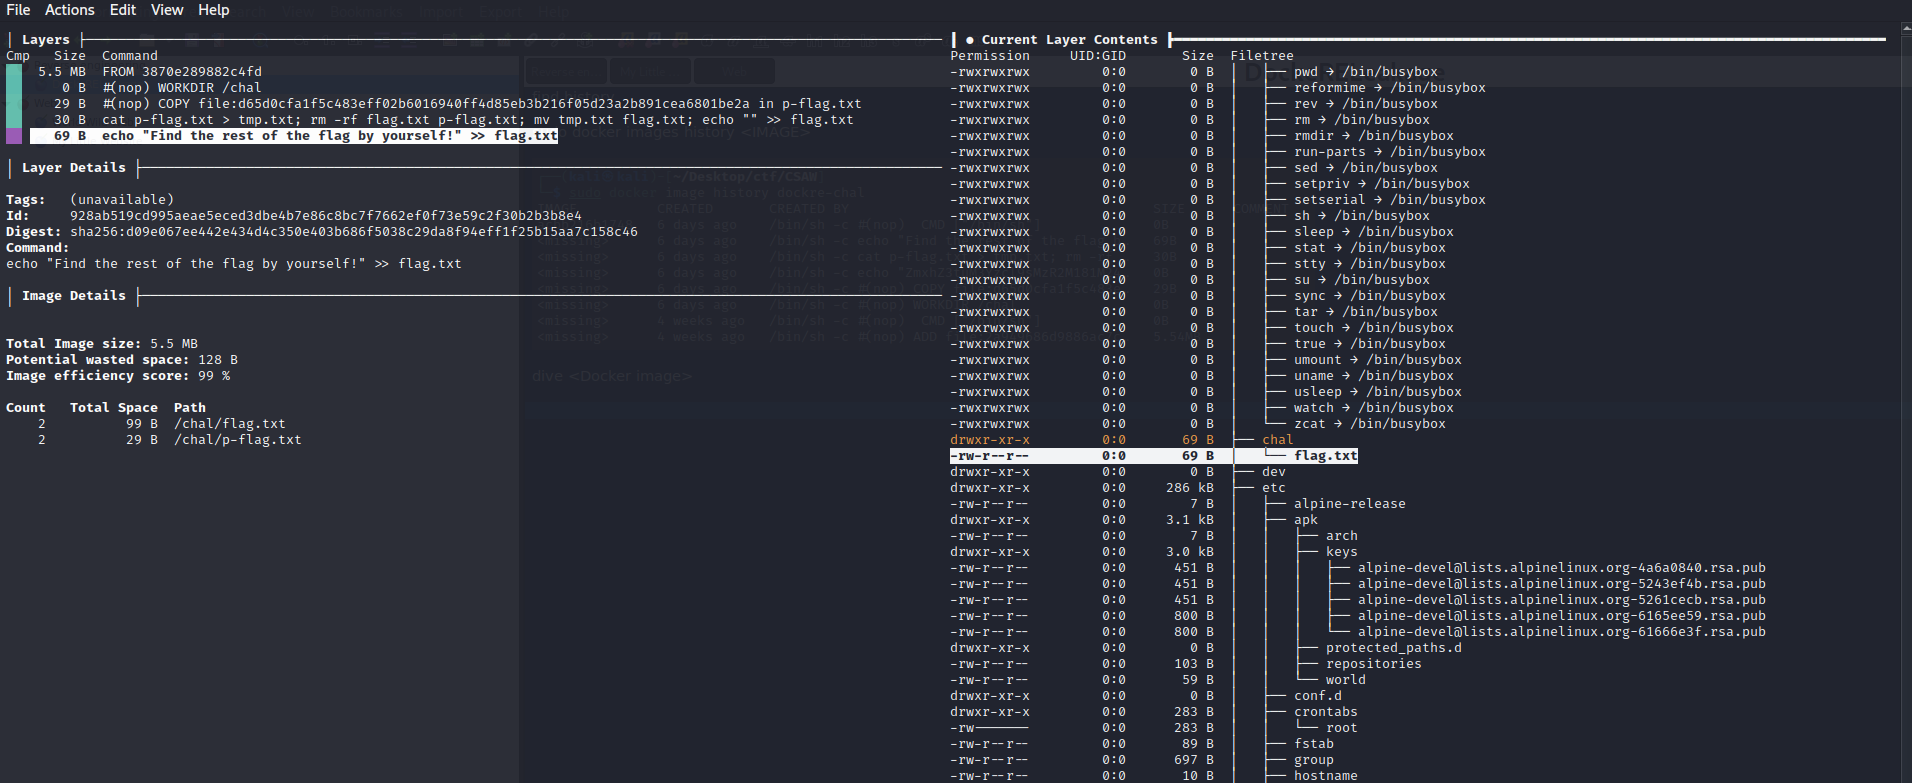 File Actions Edit View Help
│ Layers ├
Cmp Size Command
5.5 MB FROM 3870e289882c4fd
0 B #(nop) WORKDIR /chal
29 B #(nop) COPY file:d65d0cfa1f5c483eff02b6016940ff4d85eb3b216f05d23a2b891cea6801be2a in p-flag.txt
30 B cat p-flag.txt > tmp.txt; rm -rf flag.txt p-flag.txt; mv tmp.txt flag.txt; echo "" >> flag.txt
69 B echo "Find the rest of the flag by yourself!" >> flag.txt
│ Layer Details ├
Tags: (unavailable)
Id: 928ab519cd995aeae5eced3dbe4b7e86c8bc7f7662ef0f73e59c2f30b2b3b8e4
Digest: sha256:d09e067ee442e434d4c350e403b686f5038c29da8f94eff1f25b15aa7c158c46
Command:
echo "Find the rest of the flag by yourself!" >> flag.txt
│ Image Details ├
Total Image size: 5.5 MB
Potential wasted space: 128 B
Image efficiency score: 99 %
Count Total Space Path
2 99 B /chal/flag.txt
2 29 B /chal/p-flag.txt
dive <Docker image>
┃ ● Current Layer Contents ┣
Permission UID:GID Size Filetree
-rwxrwxrwx 0:0 0 B │ ├── pwd → /bin/busybox
-rwxrwxrwx 0:0 0 B │ ├── reformime → /bin/busybox
-rwxrwxrwx 0:0 0 B │ ├── rev → /bin/busybox
-rwxrwxrwx 0:0 0 B │ ├── rm → /bin/busybox
-rwxrwxrwx 0:0 0 B │ ├── rmdir → /bin/busybox
-rwxrwxrwx 0:0 0 B │ ├── run-parts → /bin/busybox
-rwxrwxrwx 0:0 0 B │ ├── sed → /bin/busybox
-rwxrwxrwx 0:0 0 B │ ├── setpriv → /bin/busybox
-rwxrwxrwx 0:0 0 B │ ├── setserial → /bin/busybox
-rwxrwxrwx 0:0 0 B │ ├── sh → /bin/busybox
-rwxrwxrwx 0:0 0 B │ ├── sleep → /bin/busybox
-rwxrwxrwx 0:0 0 B │ ├── stat → /bin/busybox
-rwxrwxrwx 0:0 0 B │ ├── stty → /bin/busybox
-rwxrwxrwx 0:0 0 B │ ├── su → /bin/busybox
-rwxrwxrwx 0:0 0 B │ ├── sync → /bin/busybox
-rwxrwxrwx 0:0 0 B │ ├── tar → /bin/busybox
-rwxrwxrwx 0:0 0 B │ ├── touch → /bin/busybox
-rwxrwxrwx 0:0 0 B │ ├── true → /bin/busybox
-rwxrwxrwx 0:0 0 B │ ├── umount → /bin/busybox
-rwxrwxrwx 0:0 0 B │ ├── uname → /bin/busybox
-rwxrwxrwx 0:0 0 B │ ├── usleep → /bin/busybox
-rwxrwxrwx 0:0 0 B │ ├── watch → /bin/busybox
-rwxrwxrwx 0:0 0 B │ └── zcat → /bin/busybox
drwxr-xr-x 0:0 69 B ├── chal
-rw-r--r-- 0:0 69 B │ └── flag.txt
drwxr-xr-x 0:0 0 B ├── dev
drwxr-xr-x 0:0 286 kB ├── etc
-rw-r--r-- 0:0 7 B │ ├── alpine-release
drwxr-xr-x 0:0 3.1 kB │ ├── apk
-rw-r--r-- 0:0 7 B │ │ ├── arch
drwxr-xr-x 0:0 3.0 kB │ │ ├── keys
-rw-r--r-- 0:0 451 B │ │ │ ├── alpine-devel@lists.alpinelinux.org-4a6a0840.rsa.pub
-rw-r--r-- 0:0 451 B │ │ │ ├── alpine-devel@lists.alpinelinux.org-5243ef4b.rsa.pub
-rw-r--r-- 0:0 451 B │ │ │ ├── alpine-devel@lists.alpinelinux.org-5261cecb.rsa.pub
-rw-r--r-- 0:0 800 B │ │ │ ├── alpine-devel@lists.alpinelinux.org-6165ee59.rsa.pub
-rw-r--r-- 0:0 800 B │ │ │ └── alpine-devel@lists.alpinelinux.org-61666e3f.rsa.pub
drwxr-xr-x 0:0 0 B │ │ ├── protected_paths.d
-rw-r--r-- 0:0 103 B │ │ ├── repositories
-rw-r--r-- 0:0 59 B │ │ └── world
drwxr-xr-x 0:0 0 B │ ├── conf.d
drwxr-xr-x 0:0 283 B │ ├── crontabs
-rw------- 0:0 283 B │ │ └── root
-rw-r--r-- 0:0 89 B │ ├── fstab
-rw-r--r-- 0:0 697 B │ ├── group
-rw-r--r-- 0:0 10 B │ ├── hostname